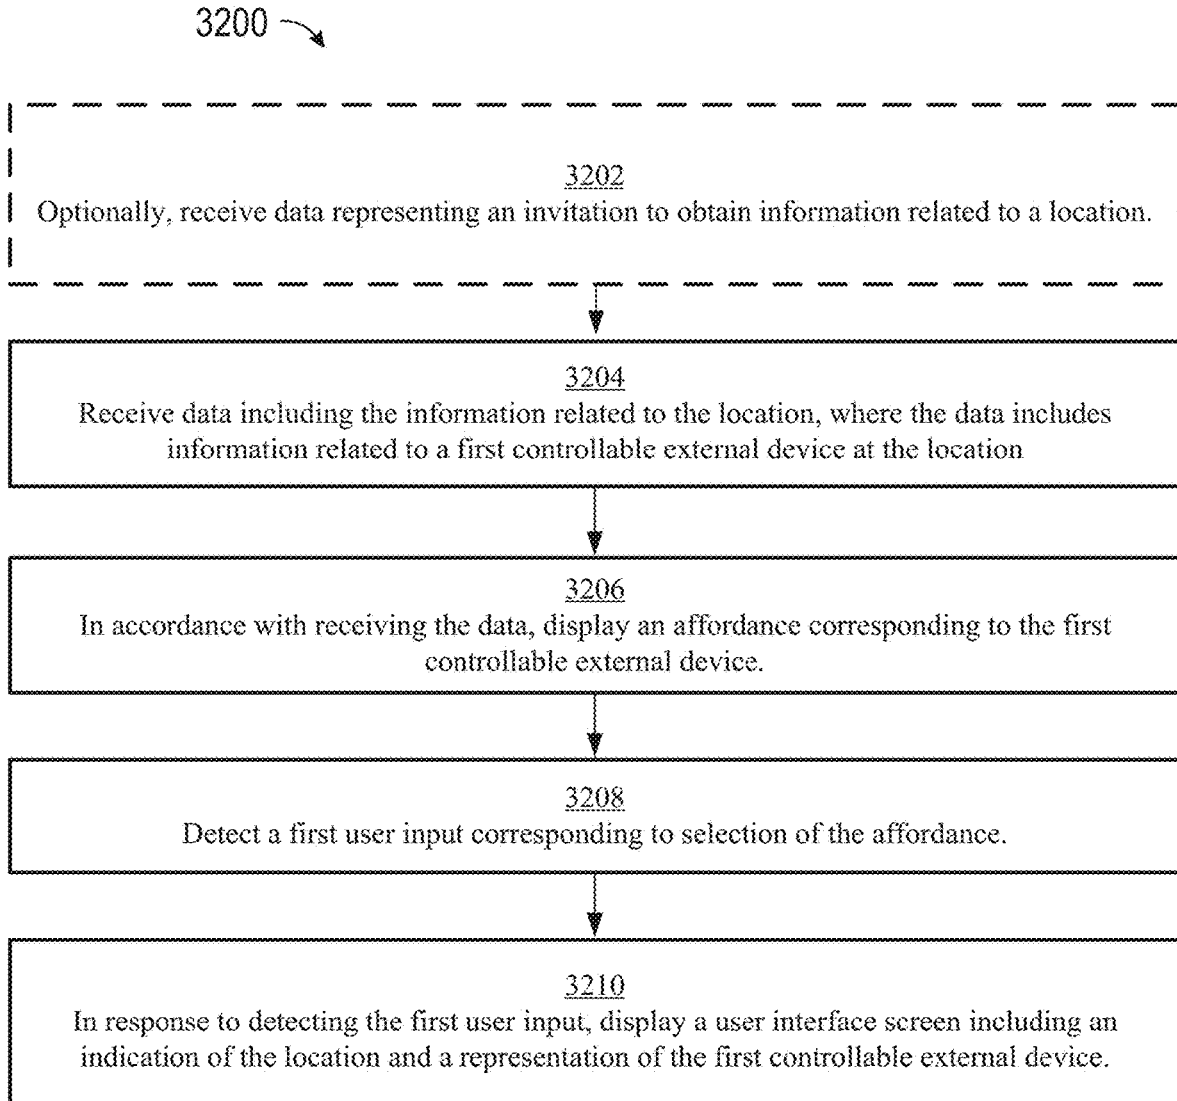 3200
3202
Optionally, receive data representing an invitation to obtain information related to a location.
3204
Receive data including the information related to the location, where the data includes
information related to a first controllable external device at the location
3206
In accordance with receiving the data, display an affordance corresponding to the first
controllable external device.
3208
Detect a first user input corresponding to selection of the affordance.
3210
In response to detecting the first user input, display a user interface screen including an
indication of the location and a representation of the first controllable external device.